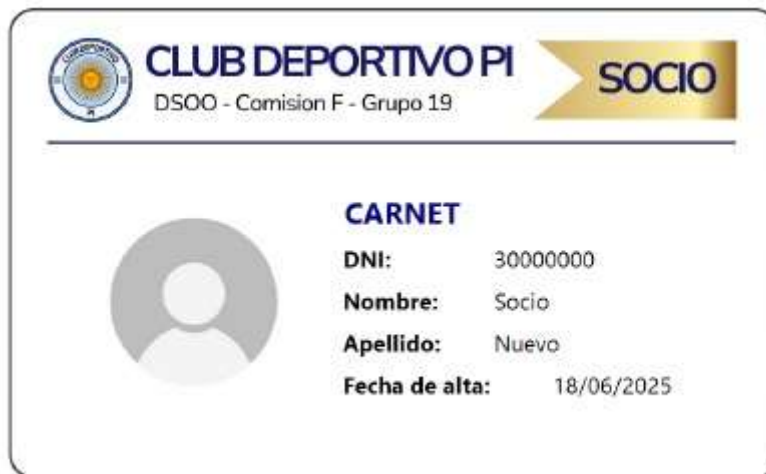 CLUB DEPORTIVO PI
SOCIO
DSOO - Comision F - Grupo 19
CARNET
DNI: 30000000
Nombre: Socio
Apellido: Nuevo
Fecha de alta: 18/06/2025